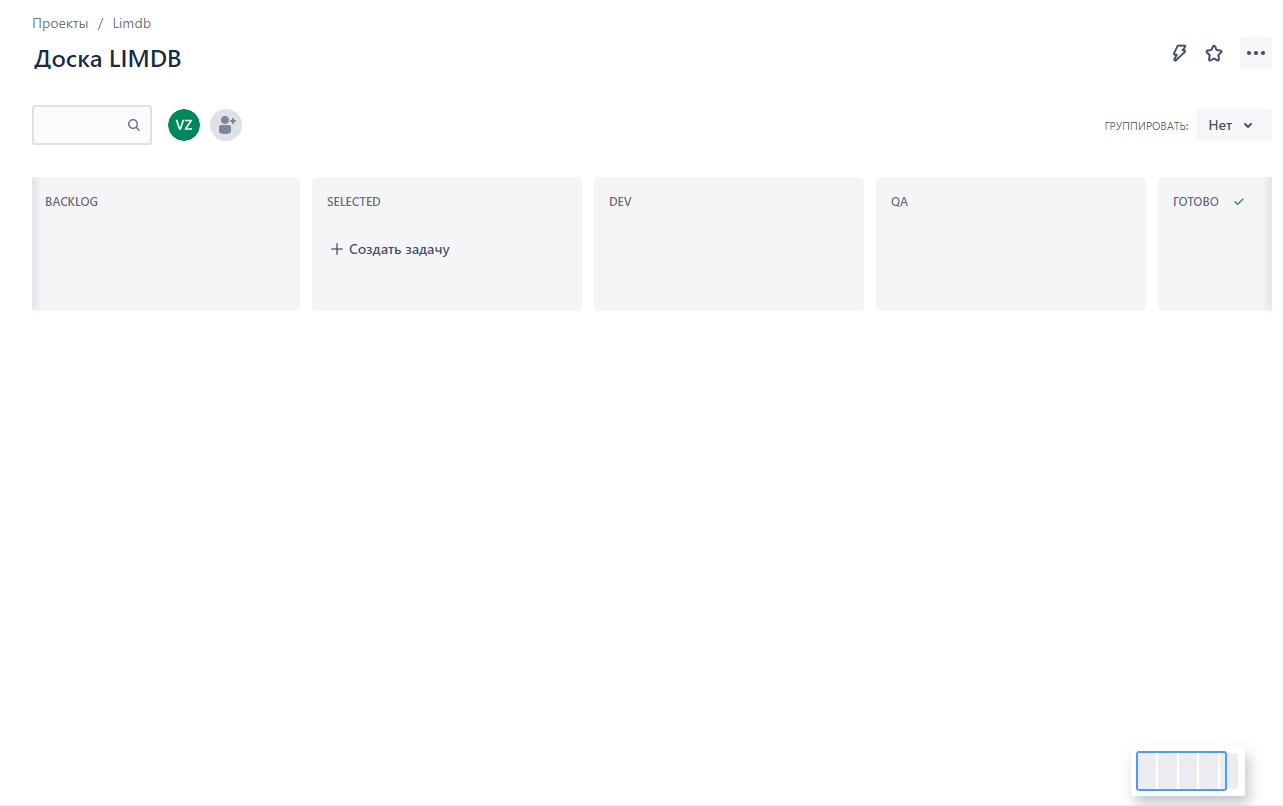 Проекты / Limdb
Доска LIMDB
VZ
ГРУППИРОВАТЬ: Нет
BACKLOG
SELECTED
DEV
QA
ГОТОВО
+ Создать задачу